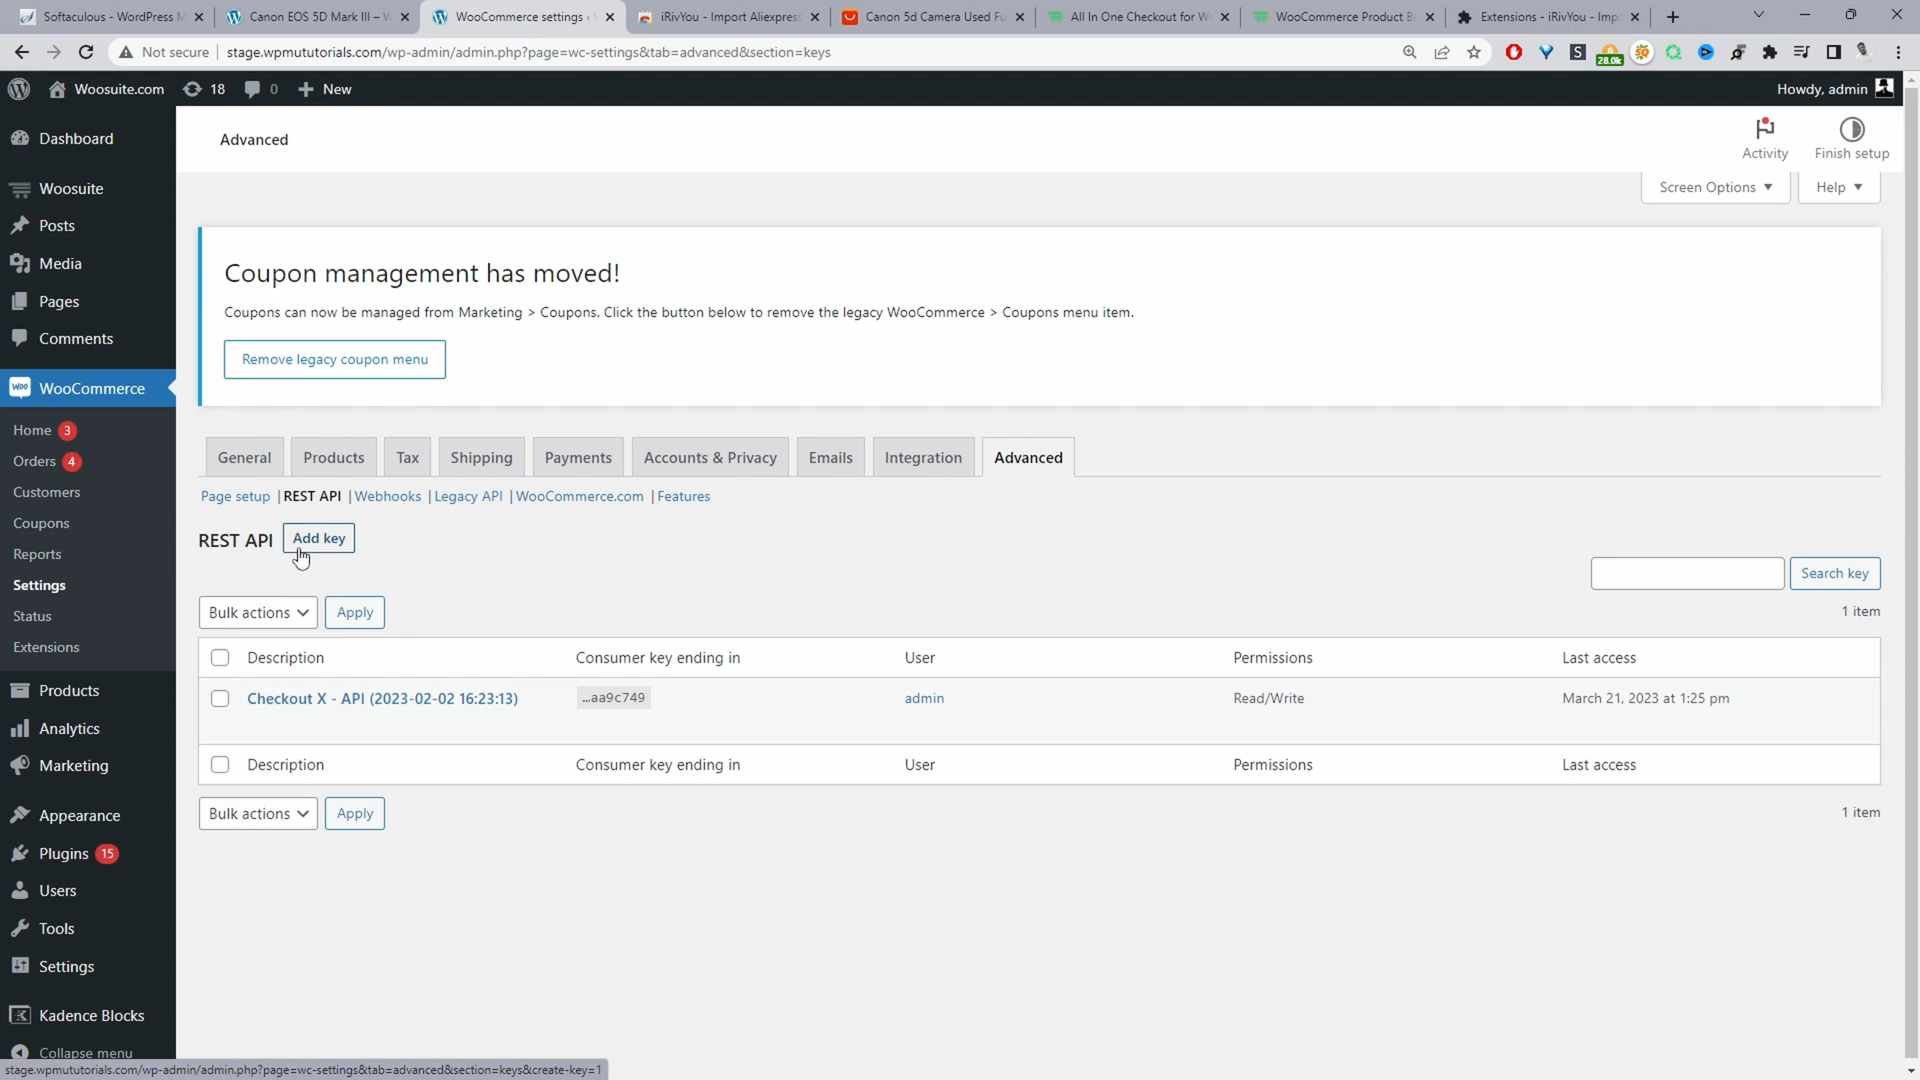 Softaculous - WordPress M
Canon EOS 5D Mark III – W
WooCommerce settings ‹
iRivYou - Import Aliexpress
Canon 5d Camera Used Fu
All In One Checkout for W
WooCommerce Product B
Extensions - iRivYou - Imp
Not secure
stage.wpmututorials.com/wp-admin/admin.php?page=wc-settings&tab=advanced&section=keys
28.0k
Woosuite.com
18
0
New
Howdy, admin
Dashboard
Woosuite
Posts
Media
Pages
Comments
WooCommerce
Home 3
Orders 4
Customers
Coupons
Reports
Settings
Status
Extensions
Products
Analytics
Marketing
Appearance
Plugins 15
Users
Tools
Settings
Kadence Blocks
Collapse menu
Advanced
Activity
Finish setup
Screen Options
Help
Coupon management has moved!
Coupons can now be managed from Marketing > Coupons. Click the button below to remove the legacy WooCommerce > Coupons menu item.
Remove legacy coupon menu
General
Products
Tax
Shipping
Payments
Accounts & Privacy
Emails
Integration
Advanced
Page setup | REST API | Webhooks | Legacy API | WooCommerce.com | Features
REST API
Add key
Search key
Bulk actions
Apply
1 item
Description
Consumer key ending in
User
Permissions
Last access
Checkout X - API (2023-02-02 16:23:13)
…aa9c749
admin
Read/Write
March 21, 2023 at 1:25 pm
Description
Consumer key ending in
User
Permissions
Last access
Bulk actions
Apply
1 item
stage.wpmututorials.com/wp-admin/admin.php?page=wc-settings&tab=advanced&section=keys&create-key=1